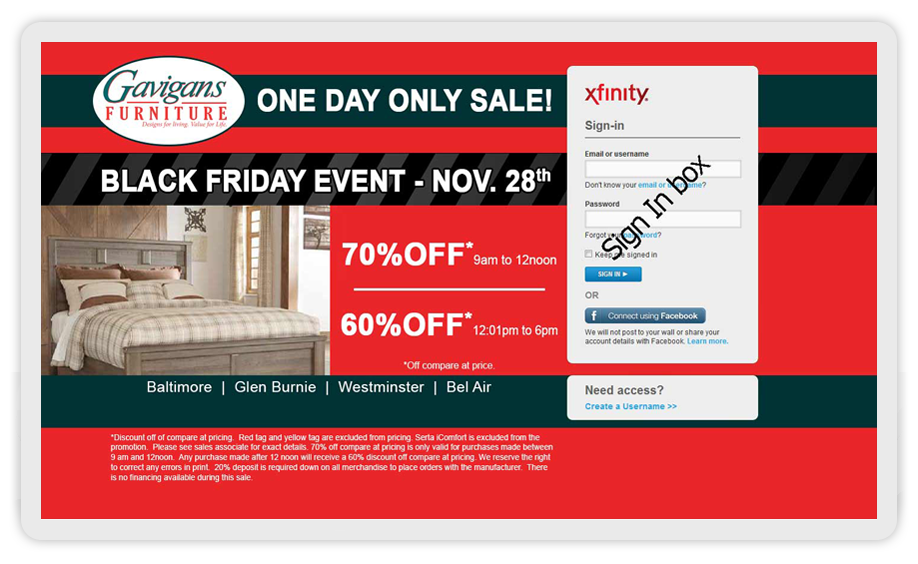 Gavigans
FURNITURE
Designs for living. Value for Life.
ONE DAY ONLY SALE!
BLACK FRIDAY EVENT - NOV. 28th
70%OFF* 9am to 12noon
60%OFF* 12:01pm to 6pm
*Off compare at price.
Baltimore | Glen Burnie | Westminster | Bel Air
*Discount off of compare at pricing. Red tag and yellow tag are excluded from pricing. Serta iComfort is excluded from the
promotion. Please see sales associate for exact details. 70% off compare at pricing is only valid for purchases made between
9 am and 12noon. Any purchase made after 12 noon will receive a 60% discount off compare at pricing. We reserve the right
to correct any errors in print. 20% deposit is required down on all merchandise to place orders with the manufacturer. There
is no financing available during this sale.
xfinity
Sign-in
Email or username
Don't know your email or username?
Password
Forgot your password?
Keep me signed in
SIGN IN ►
OR
f Connect using Facebook
We will not post to your wall or share your
account details with Facebook. Learn more.
Sign In box
Need access?
Create a Username >>